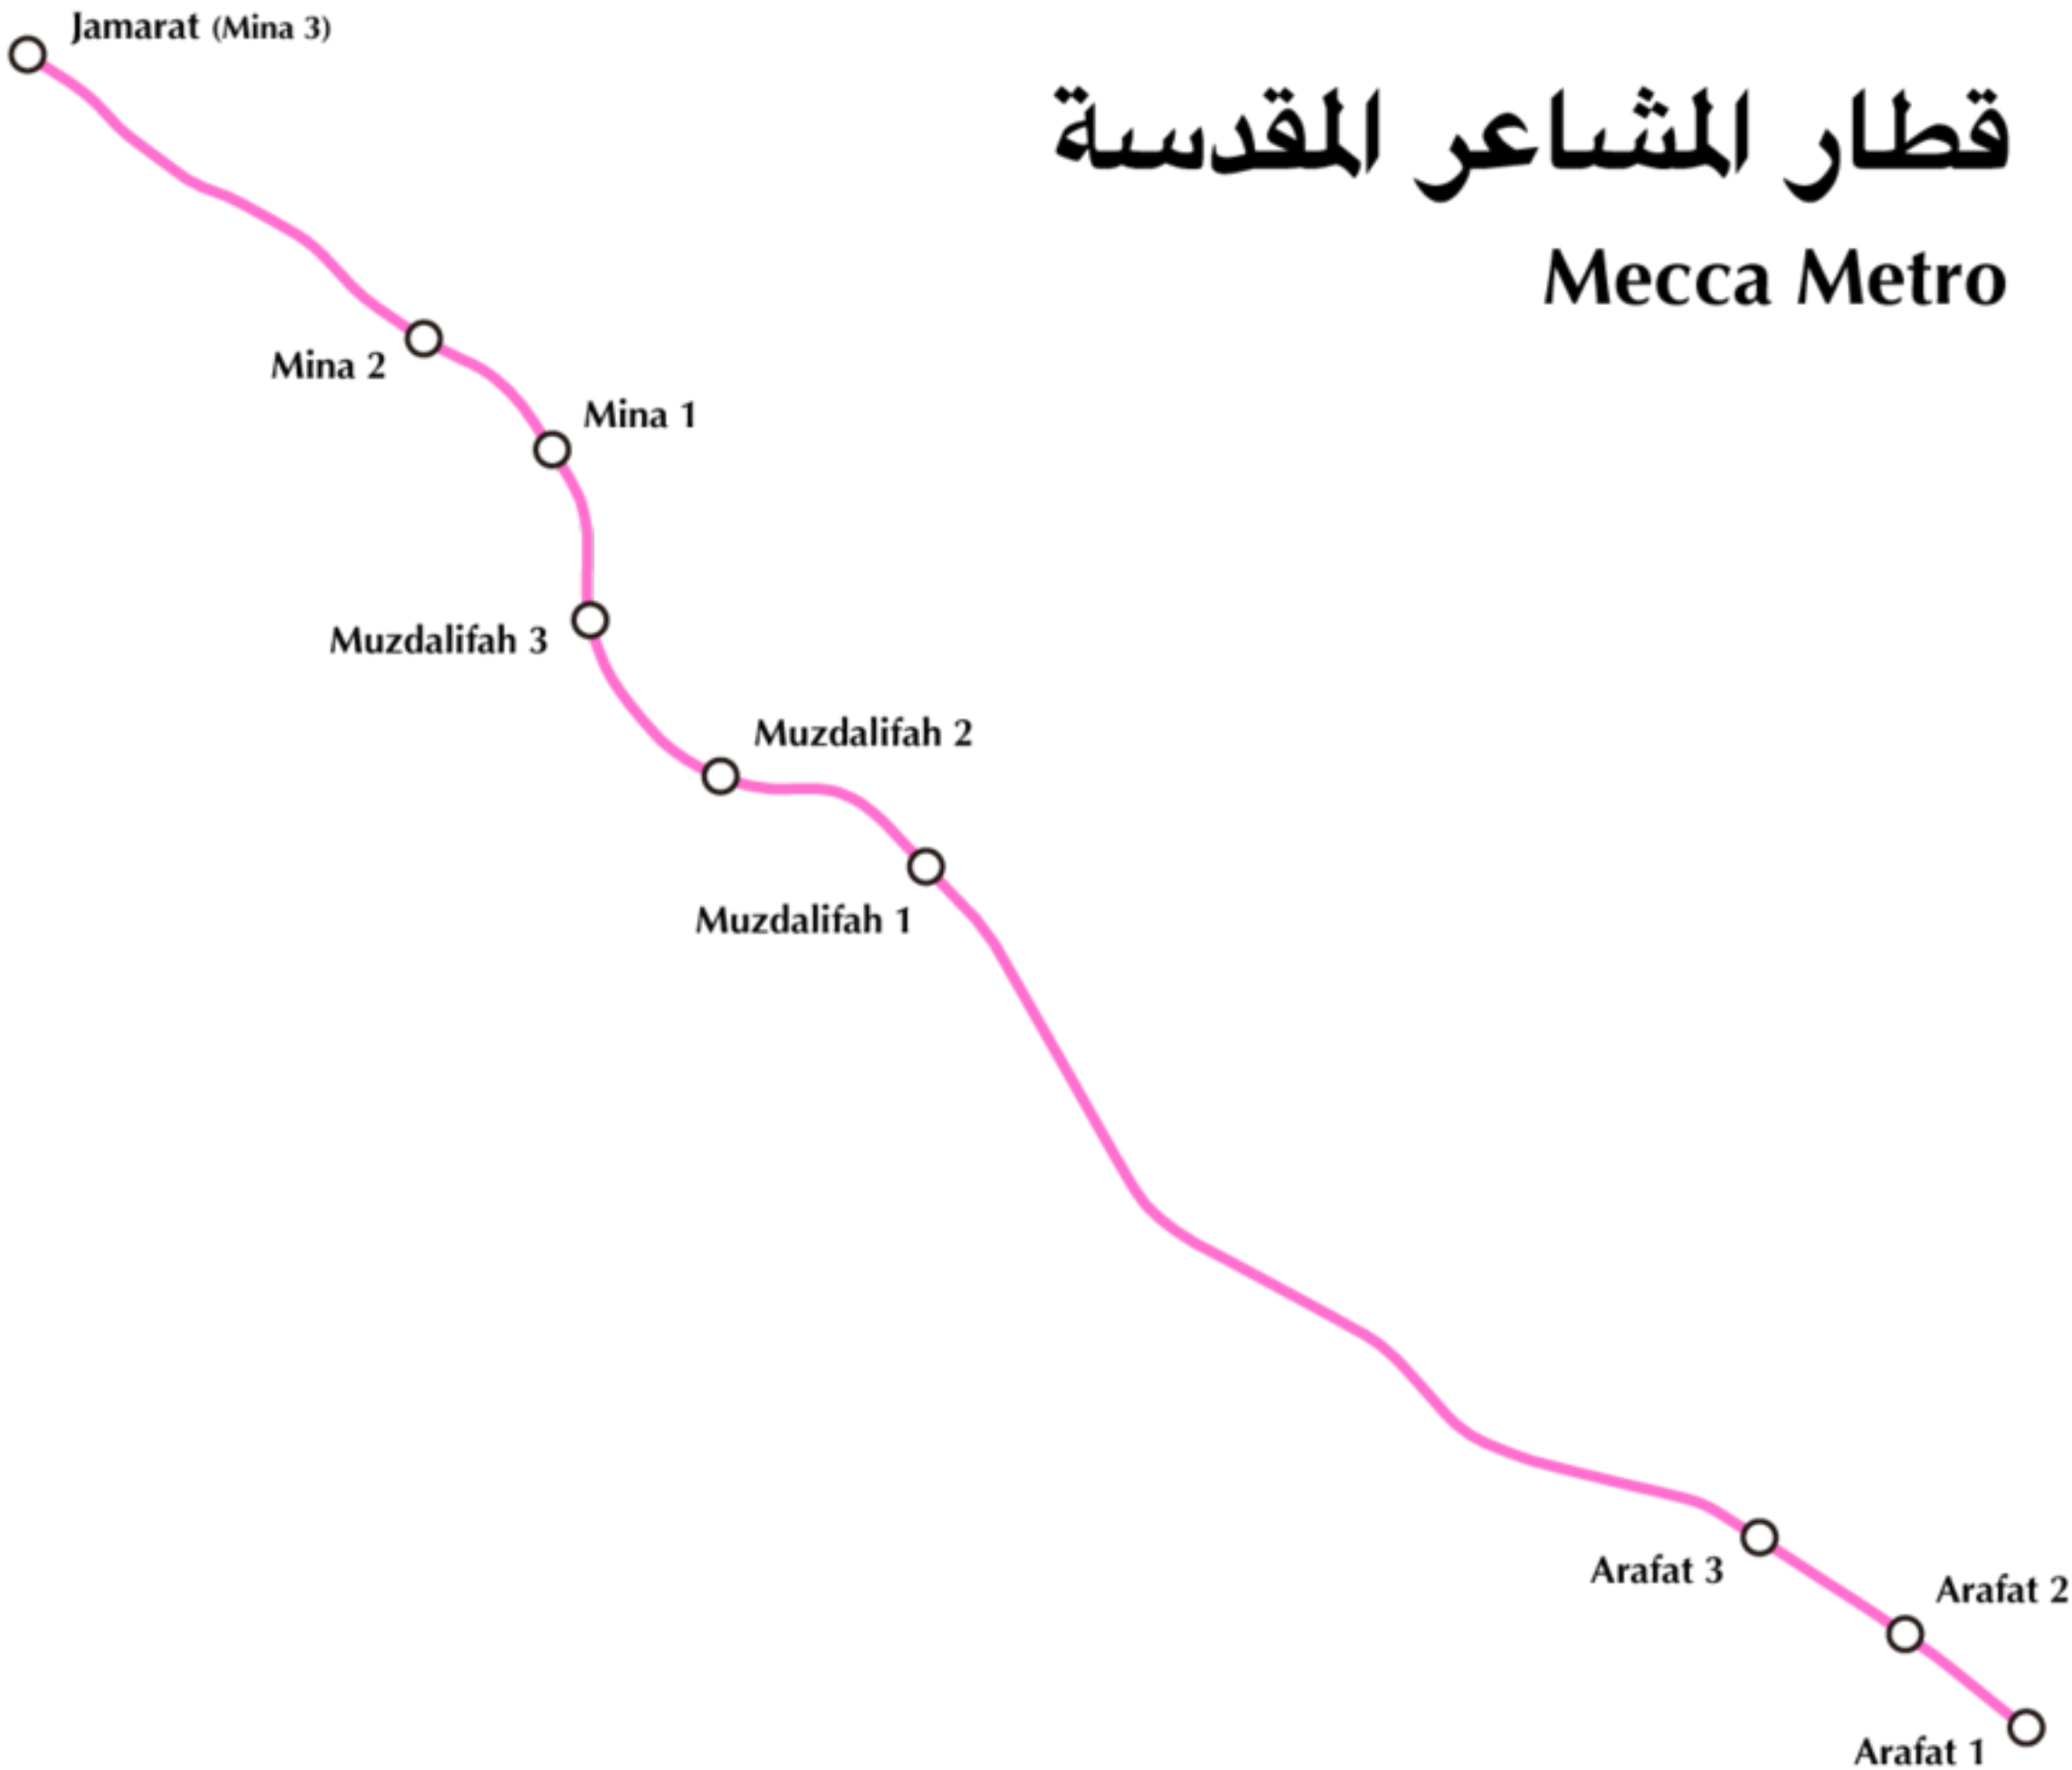 Jamarat (Mina 3)
قطار المشاعر المقدسة
Mecca Metro
Mina 2
Mina 1
Muzdalifah 3
Muzdalifah 2
Muzdalifah 1
Arafat 3
Arafat 2
Arafat 1